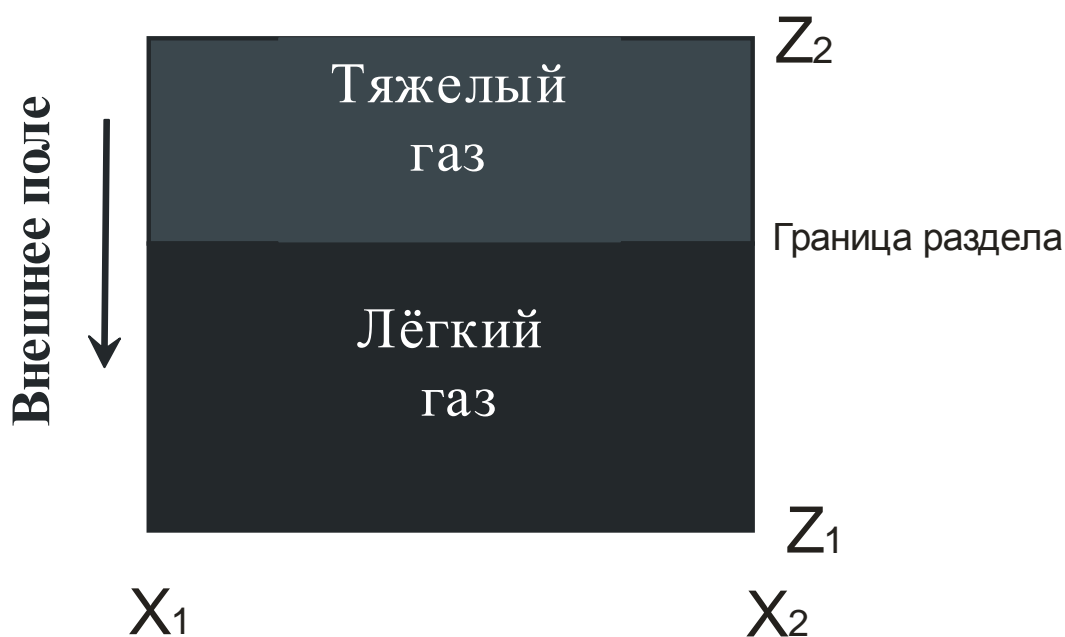 Z2
Тяжелый
газ
Внешнее поле
Граница раздела
Лёгкий
газ
Z1
X1
X2